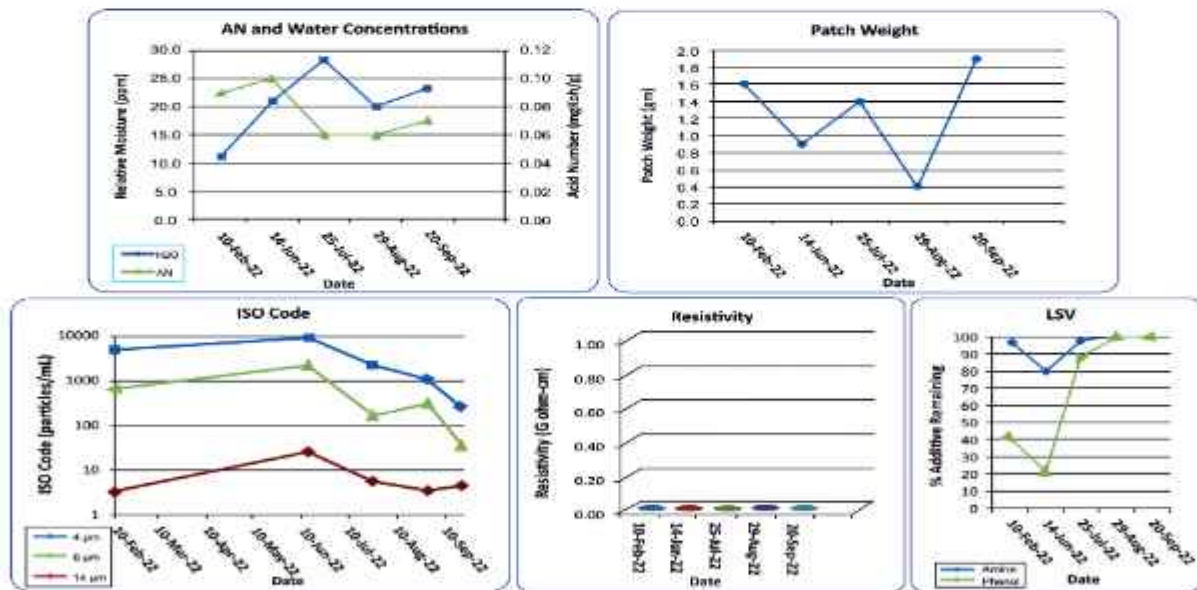 AN and Water Concentrations
Relative Moisture (ppm)
30.0
25.0
20.0
15.0
10.0
5.0
0.0
0.12
0.10
0.08
0.06
0.04
0.02
0.00
Acid Number (mgKoh/g)
10-Feb-22
14-Jun-22
25-Jul-22
29-Aug-22
20-Sep-22
Date
H2O
AN
Patch Weight
Patch Weight (gm)
2.0
1.8
1.6
1.4
1.2
1.0
0.8
0.6
0.4
0.2
0.0
10-Feb-22
14-Jun-22
25-Jul-22
29-Aug-22
20-Sep-22
Date
ISO Code
ISO Code (particles/mL)
10000
1000
100
10
1
10-Feb-22
10-Mar-22
10-Apr-22
10-May-22
10-Jun-22
10-Jul-22
10-Aug-22
10-Sep-22
Date
4 µm
6 µm
14 µm
Resistivity
Resistivity (G ohm-cm)
1.00
0.80
0.60
0.40
0.20
0.00
10-Feb-22
14-Jun-22
25-Jul-22
29-Aug-22
20-Sep-22
Date
LSV
% Additive Remaining
100
90
80
70
60
50
40
30
20
10
0
10-Feb-22
14-Jun-22
25-Jul-22
29-Aug-22
20-Sep-22
Date
Amine
Phenol